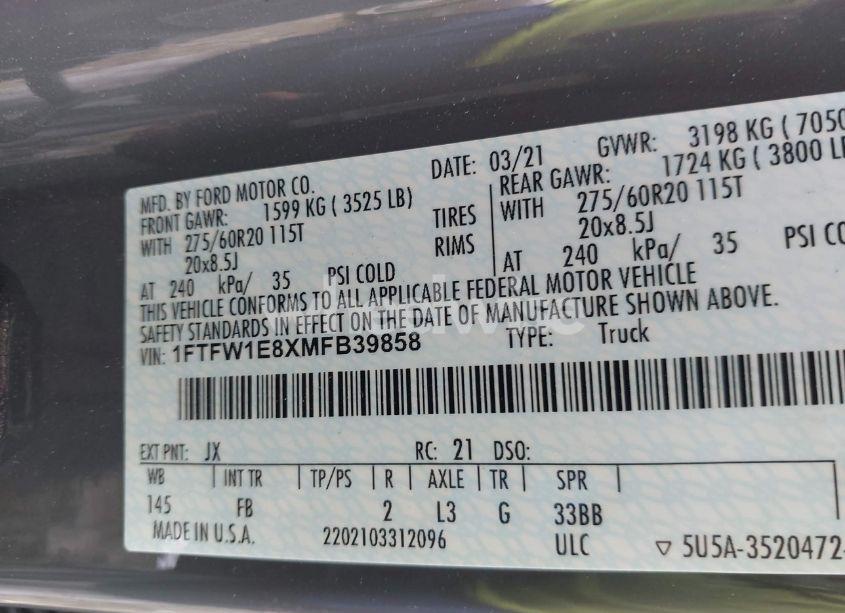 MFD. BY FORD MOTOR CO.
DATE: 03/21
GVWR: 3198 KG ( 7050
FRONT GAWR: 1599 KG ( 3525 LB)
REAR GAWR: 1724 KG ( 3800 LB
WITH 275/60R20 115T
TIRES
WITH 275/60R20 115T
20x8.5J
RIMS
20x8.5J
AT 240 kPa/ 35 PSI COLD
AT 240 kPa/ 35 PSI CO
THIS VEHICLE CONFORMS TO ALL APPLICABLE FEDERAL MOTOR VEHICLE
SAFETY STANDARDS IN EFFECT ON THE DATE OF MANUFACTURE SHOWN ABOVE.
VIN: 1FTFW1E8XMFB39858
TYPE: Truck
EXT PNT: JX RC: 21 DSO:
WB INT TR TP/PS R AXLE TR SPR
145 FB 2 L3 G 33BB
MADE IN U.S.A. 2202103312096 ULC ▽ 5U5A-3520472-